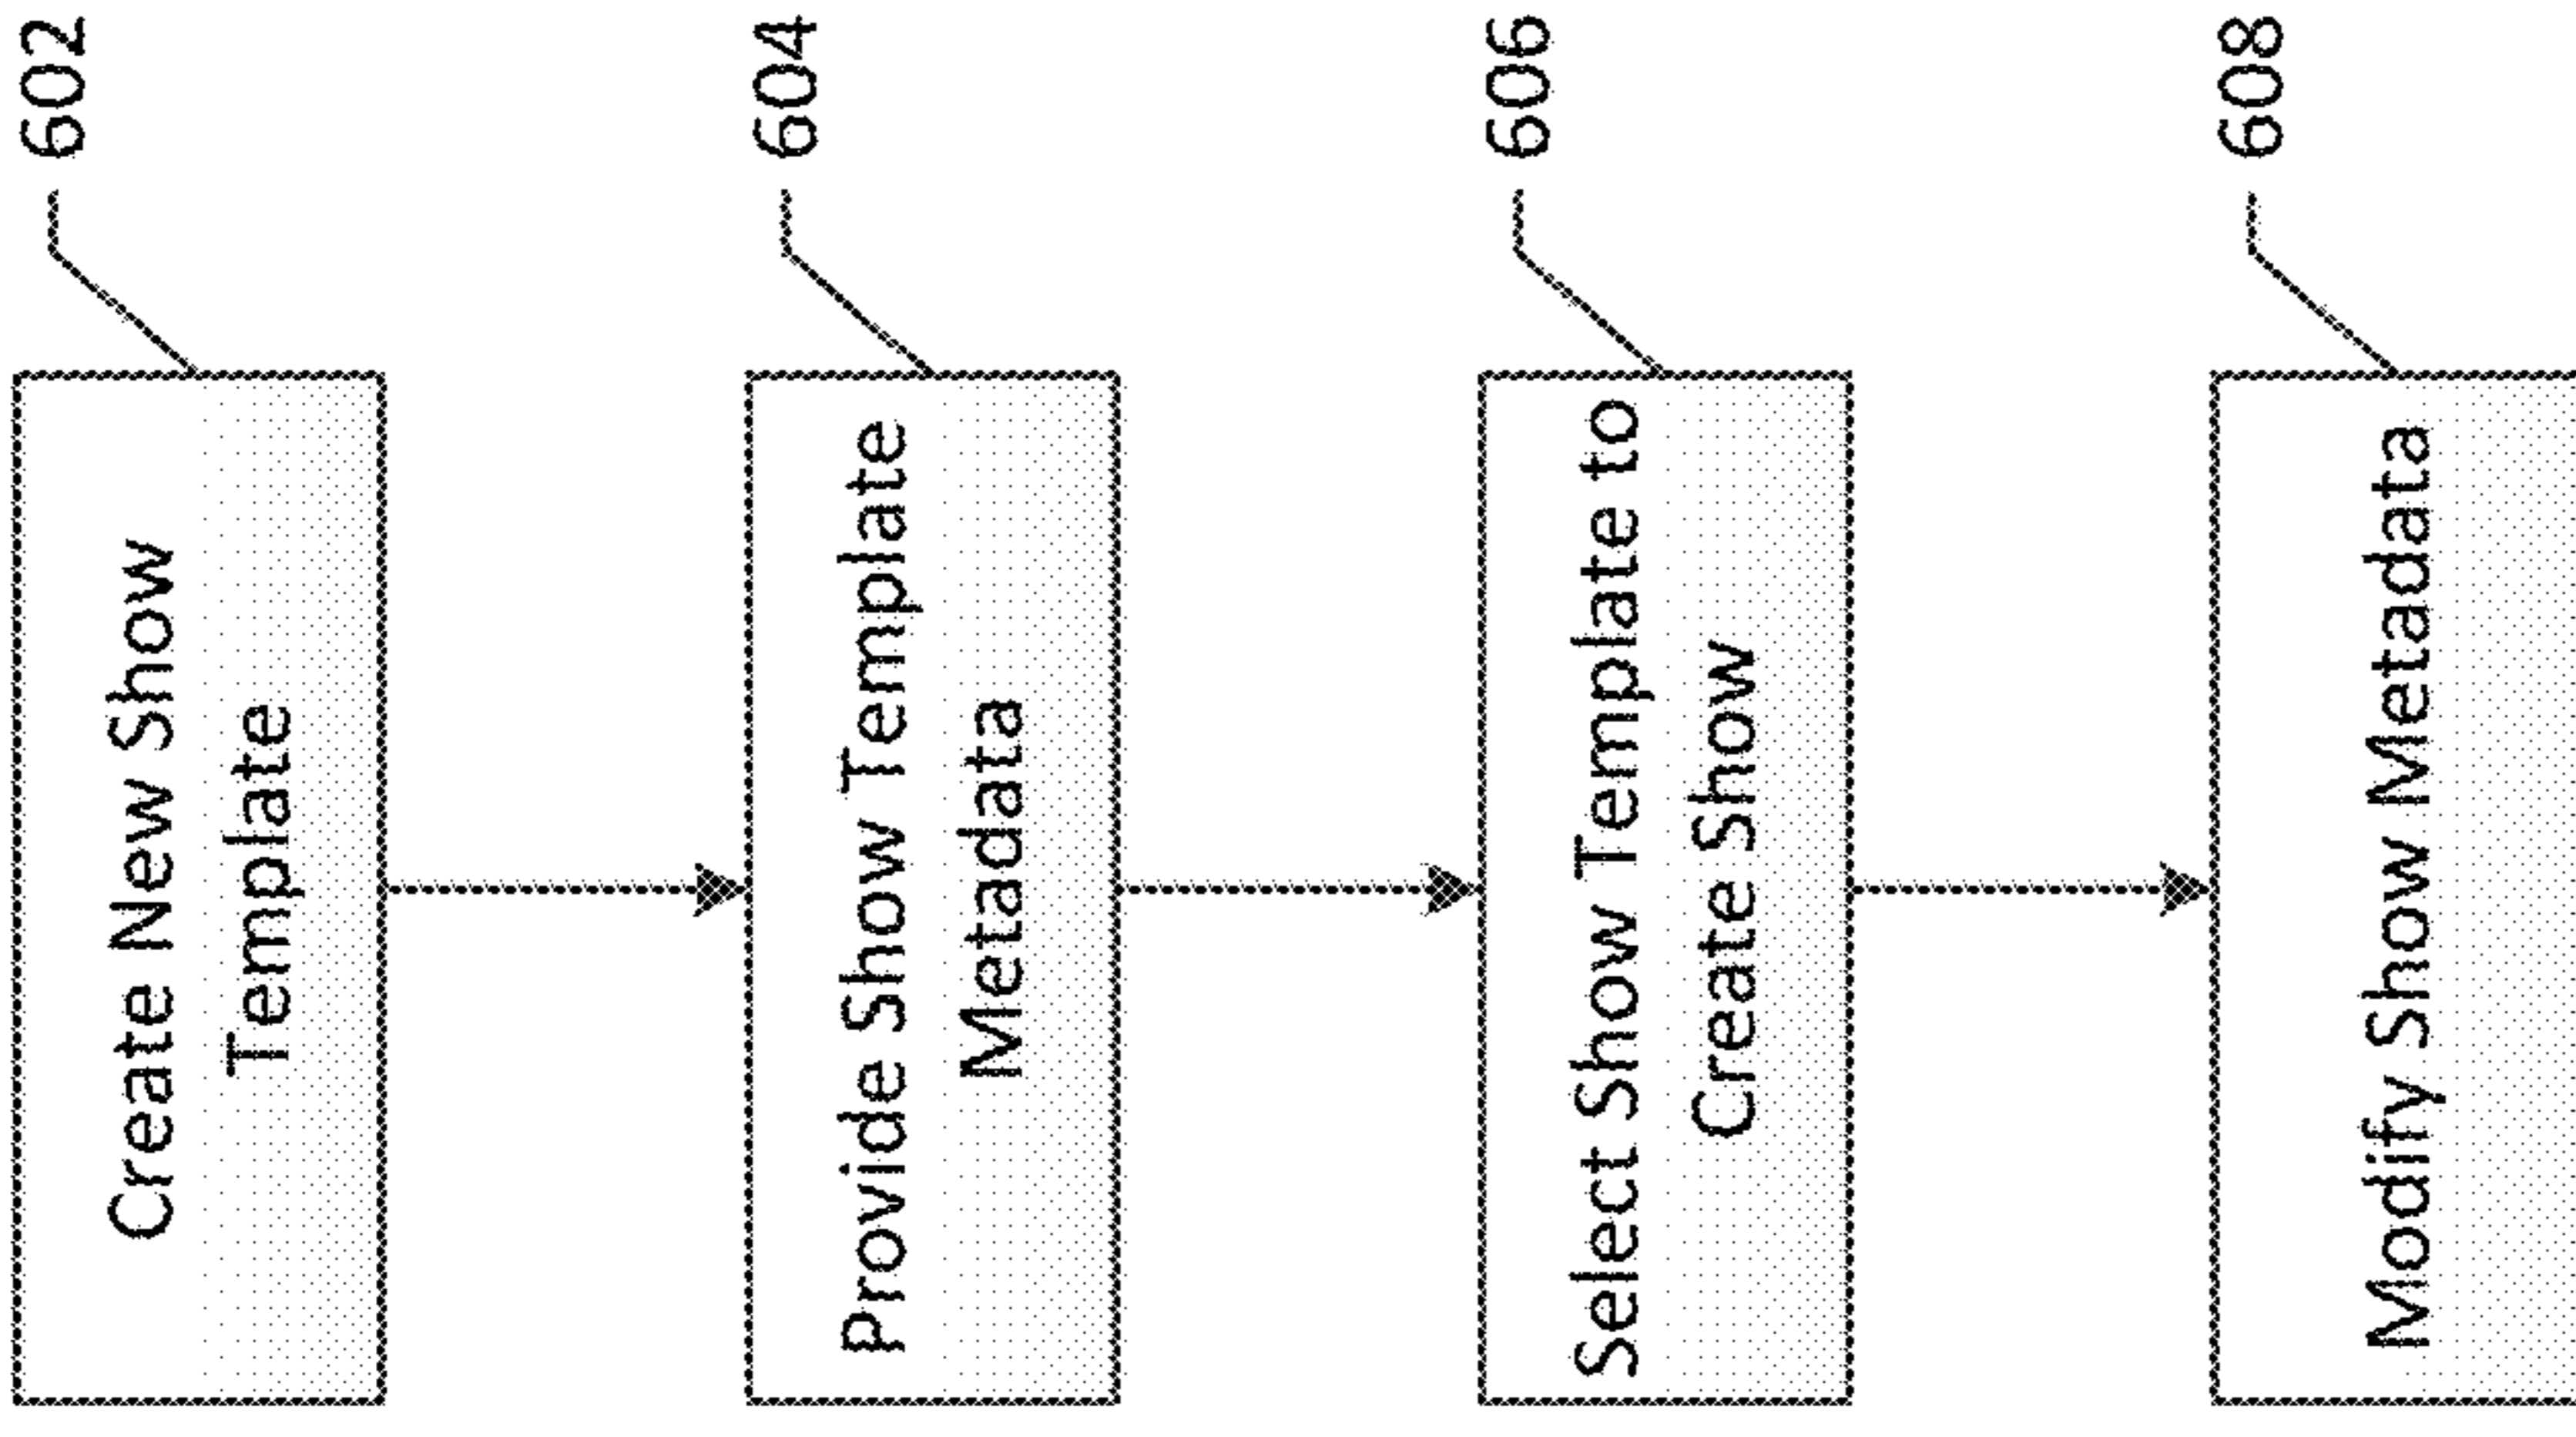 Create New Show
Template
602
Provide Show Template
Metadata
604
Select Show Template to
Create Show
606
Modify Show Metadata
608